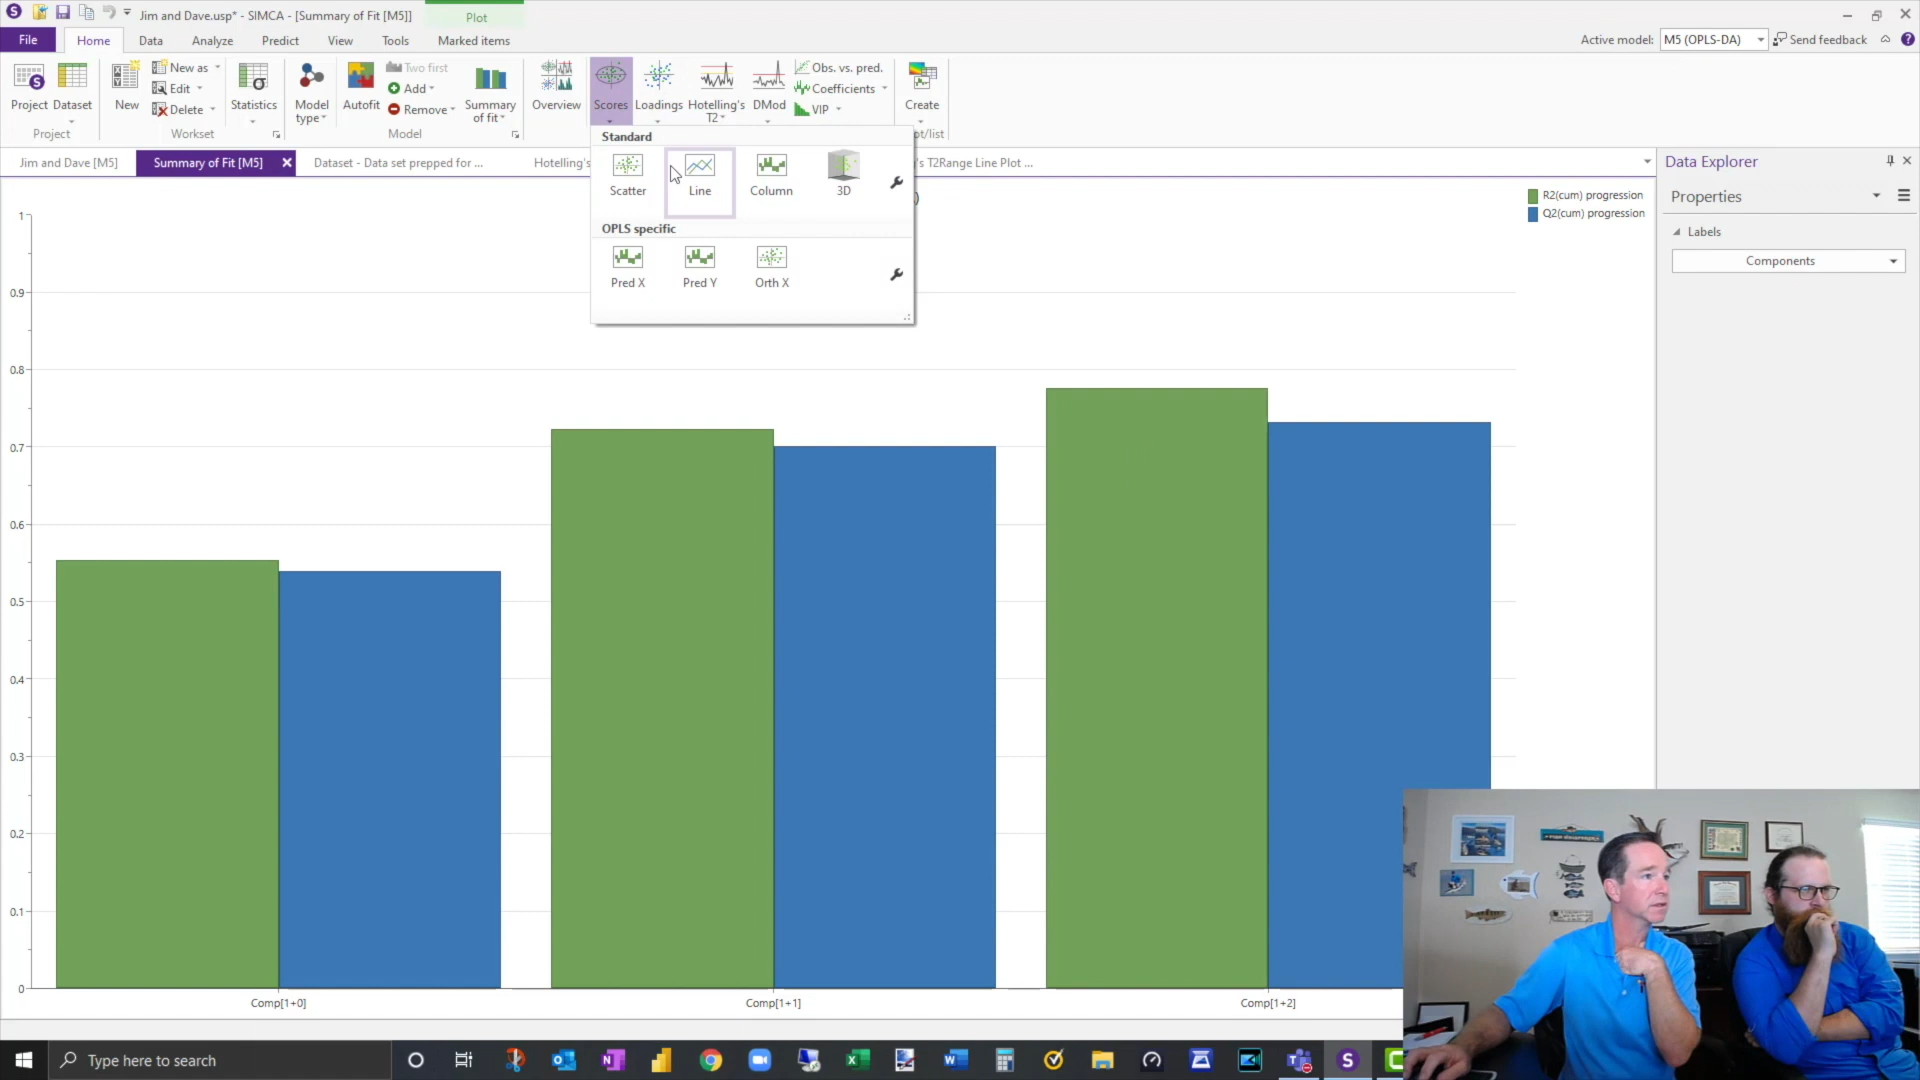 Jim and Dave.usp* - SIMCA - [Summary of Fit [M5]]
Plot
File
Home
Data
Analyze
Predict
View
Tools
Marked items
Active model:
M5 (OPLS-DA)
Send feedback
Project
Dataset
Project
New
New as
Edit
Delete
Statistics
Workset
Model type
Autofit
Two first
Add
Remove
Summary of fit
Model
Overview
Scores
Loadings
Hotelling's T2
DMod
Obs. vs. pred.
Coefficients
VIP
Create
Standard
Scatter
Line
Column
3D
OPLS specific
Pred X
Pred Y
Orth X
Jim and Dave [M5]
Summary of Fit [M5]
Dataset - Data set prepped for ...
Hotelling's
's T2Range Line Plot ...
Data Explorer
Properties
Labels
Components
R2(cum) progression
Q2(cum) progression
1
0.9
0.8
0.7
0.6
0.5
0.4
0.3
0.2
0.1
0
Comp[1+0]
Comp[1+1]
Comp[1+2]
Type here to search